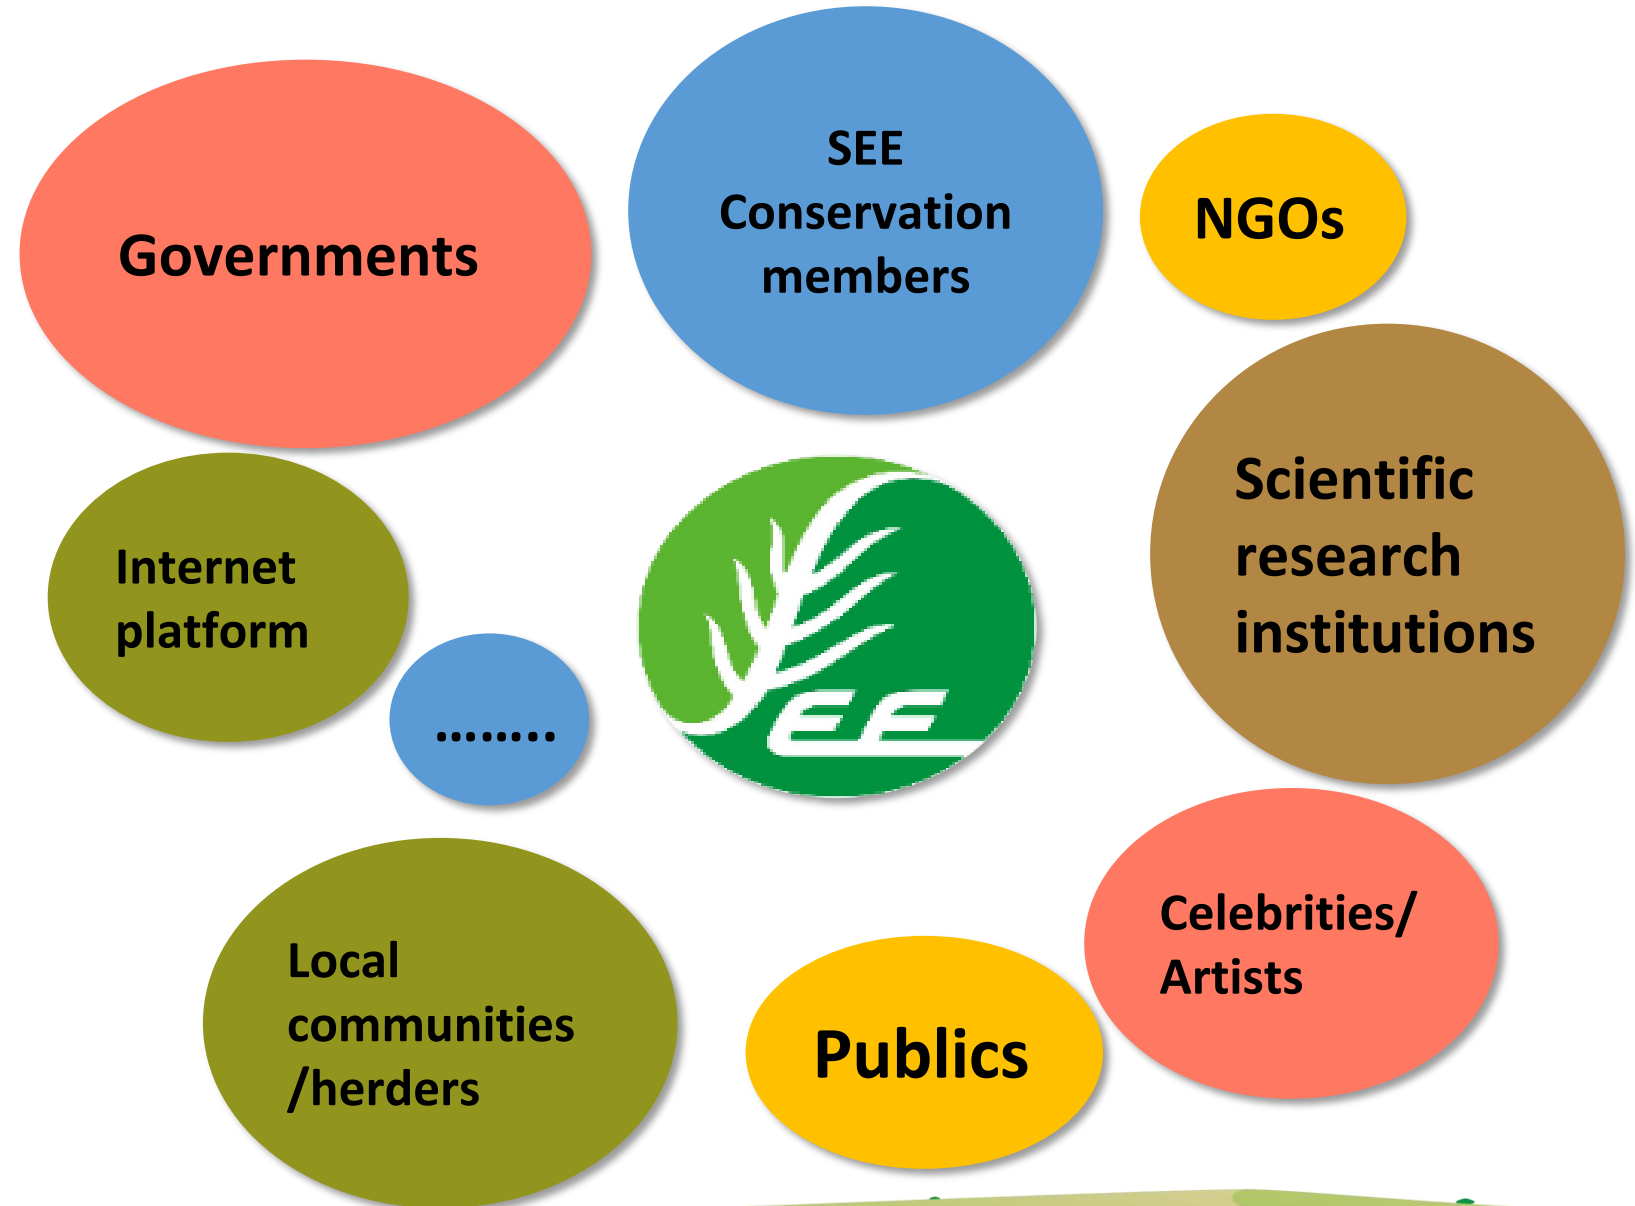 Governments
SEE
Conservation
members
NGOs
Scientific
research
institutions
Internet
platform
……..
EE
Celebrities/
Artists
Local
communities
/herders
Publics